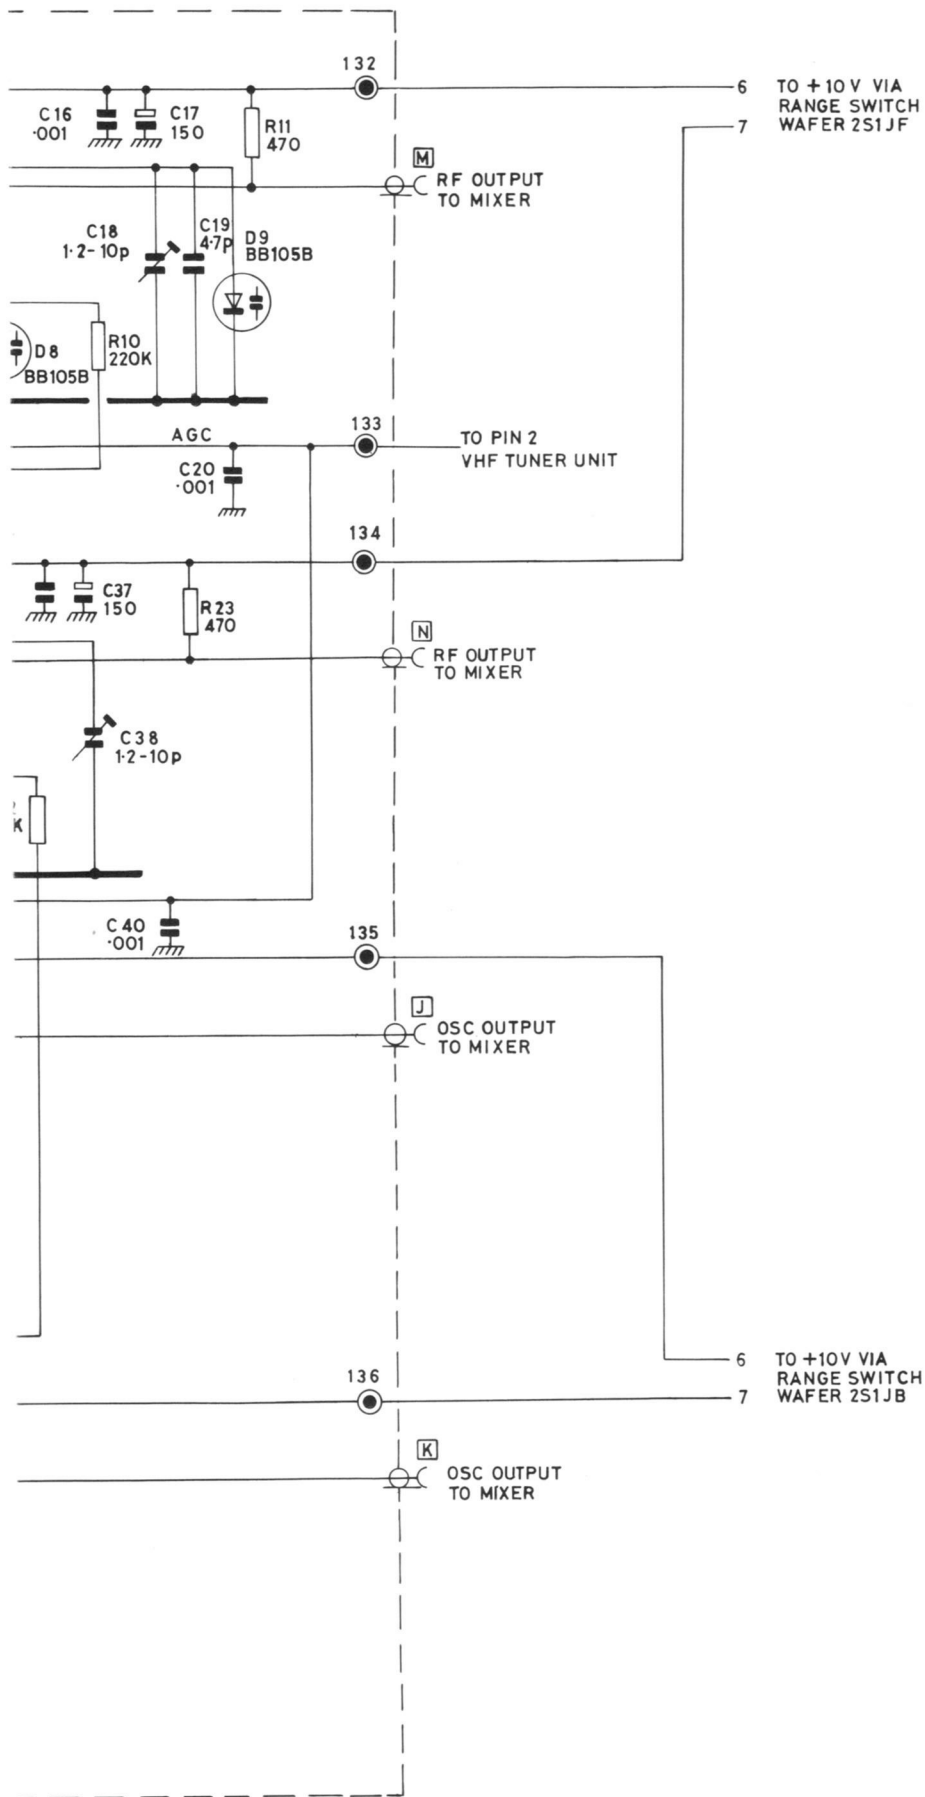 132
6 TO +10V VIA
RANGE SWITCH
7 WAFER 2S1JF
C16
·001
C17
150
R11
470
M
RF OUTPUT
TO MIXER
C18
1·2-10p
C19
4·7p
D9
BB105B
D8
BB105B
R10
220K
AGC
133
TO PIN 2
VHF TUNER UNIT
C20
·001
134
C37
150
R23
470
N
RF OUTPUT
TO MIXER
C38
1·2-10p
K
C40
·001
135
J
OSC OUTPUT
TO MIXER
136
6 TO +10V VIA
RANGE SWITCH
7 WAFER 2S1JB
K
OSC OUTPUT
TO MIXER